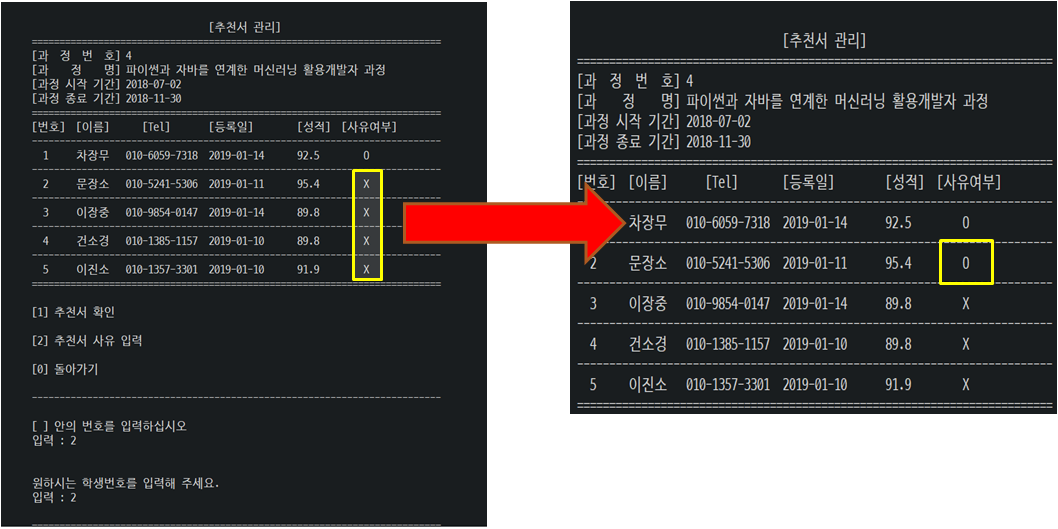 [추천서 관리]
[과 정 번 호] 4
[과 정 명] 파이썬과 자바를 연계한 머신러닝 활용개발자 과정
[과정 시작 기간] 2018-07-02
[과정 종료 기간] 2018-11-30
[번호] [이름] [Tel] [등록일] [성적] [사유여부]
1 차장무 010-6059-7318 2019-01-14 92.5 O
2 문장소 010-5241-5306 2019-01-11 95.4 X
3 이장중 010-9854-0147 2019-01-14 89.8 X
4 건소경 010-1385-1157 2019-01-10 89.8 X
5 이진소 010-1357-3301 2019-01-10 91.9 X
[1] 추천서 확인
[2] 추천서 사유 입력
[0] 돌아가기
[ ] 안의 번호를 입력하십시오
입력 : 2
원하시는 학생번호를 입력해 주세요.
입력 : 2
[추천서 관리]
[과 정 번 호] 4
[과 정 명] 파이썬과 자바를 연계한 머신러닝 활용개발자 과정
[과정 시작 기간] 2018-07-02
[과정 종료 기간] 2018-11-30
[번호] [이름] [Tel] [등록일] [성적] [사유여부]
차장무 010-6059-7318 2019-01-14 92.5 O
2 문장소 010-5241-5306 2019-01-11 95.4 O
3 이장중 010-9854-0147 2019-01-14 89.8 X
4 건소경 010-1385-1157 2019-01-10 89.8 X
5 이진소 010-1357-3301 2019-01-10 91.9 X